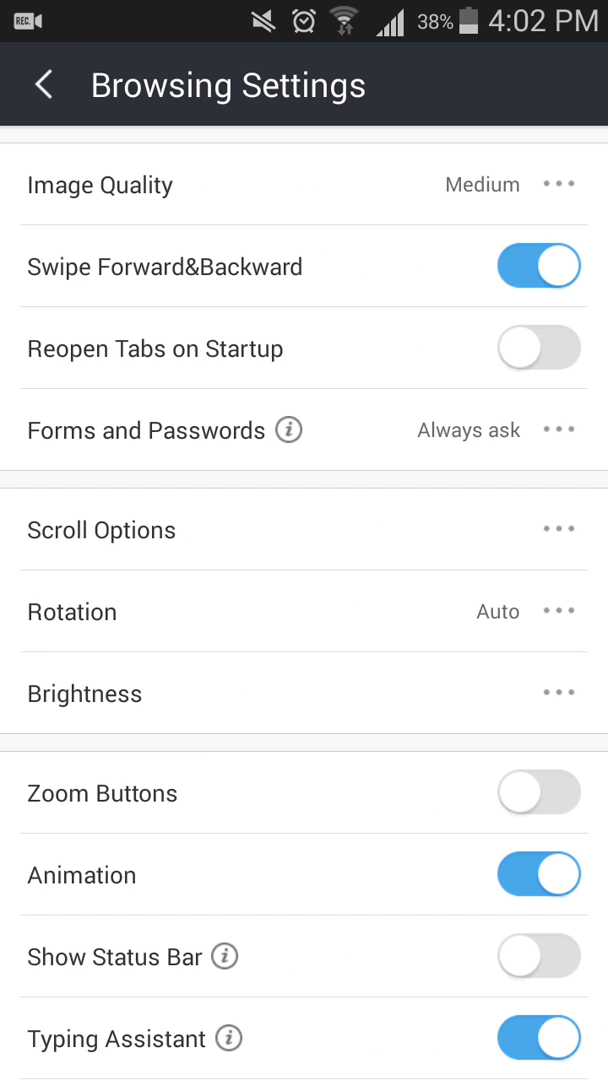 REC. 38% 4:02 PM
Browsing Settings
Image Quality Medium
Swipe Forward&Backward
Reopen Tabs on Startup
Forms and Passwords i Always ask
Scroll Options
Rotation Auto
Brightness
Zoom Buttons
Animation
Show Status Bar i
Typing Assistant i